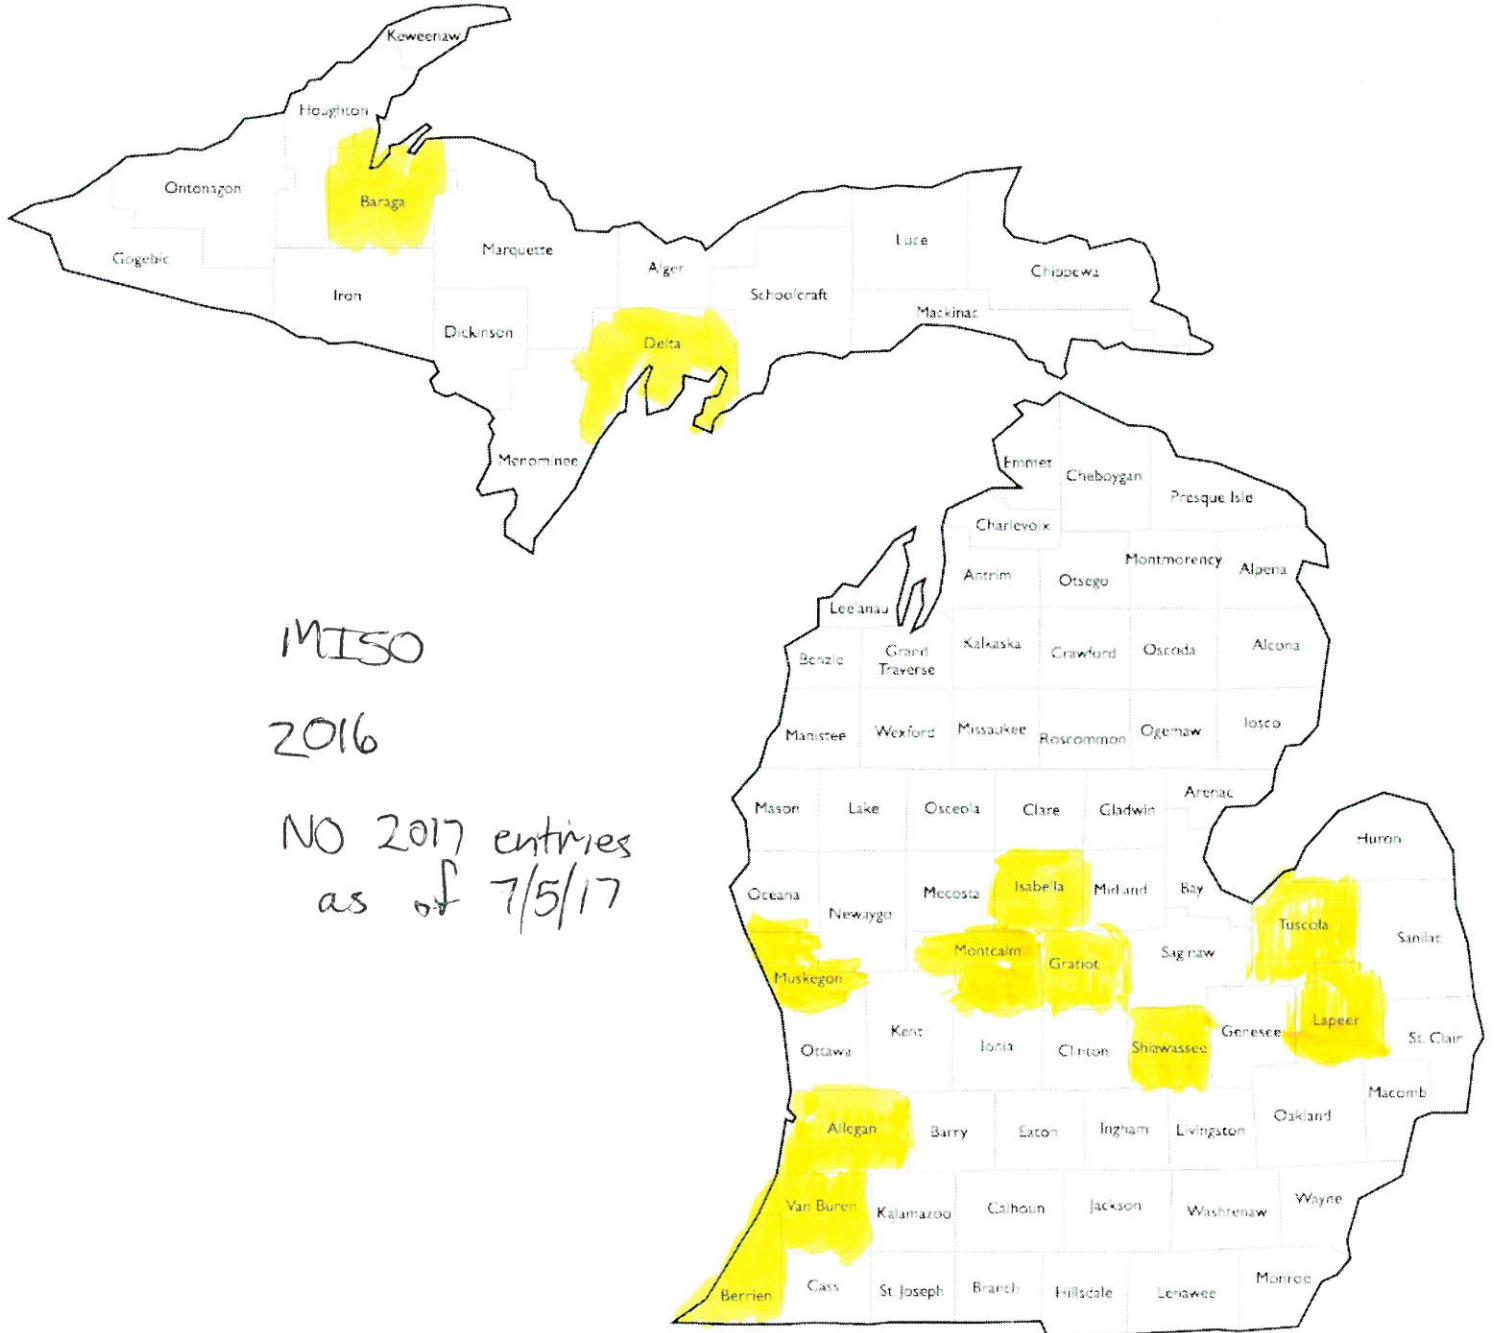 Keweenaw
Houghton
Ontonagon
Baraga
Gogebic
Marquette
Iron
Alger
Luce
Chippewa
Schoolcraft
Mackinac
Dickinson
Delta
Menominee
Emmet
Cheboygan
Presque Isle
Charlevoix
Antrim
Otsego
Montmorency
Alpena
Leelanau
Benzie
Grand
Traverse
Kalkaska
Crawford
Oscoda
Alcona
Manistee
Wexford
Missaukee
Roscommon
Ogemaw
Iosco
Mason
Lake
Osceola
Clare
Gladwin
Arenac
Huron
Oceana
Newaygo
Mecosta
Isabella
Midland
Bay
Tuscola
Sanilac
Muskegon
Montcalm
Gratiot
Saginaw
Lapeer
Genesee
St. Clair
Ottawa
Kent
Ionia
Clinton
Shiawassee
Macomb
Oakland
Allegan
Barry
Eaton
Ingham
Livingston
Van Buren
Kalamazoo
Calhoun
Jackson
Washtenaw
Wayne
Berrien
Cass
St. Joseph
Branch
Hillsdale
Lenawee
Monroe
MISO
2016
NO 2017 entries
as of 7/5/17